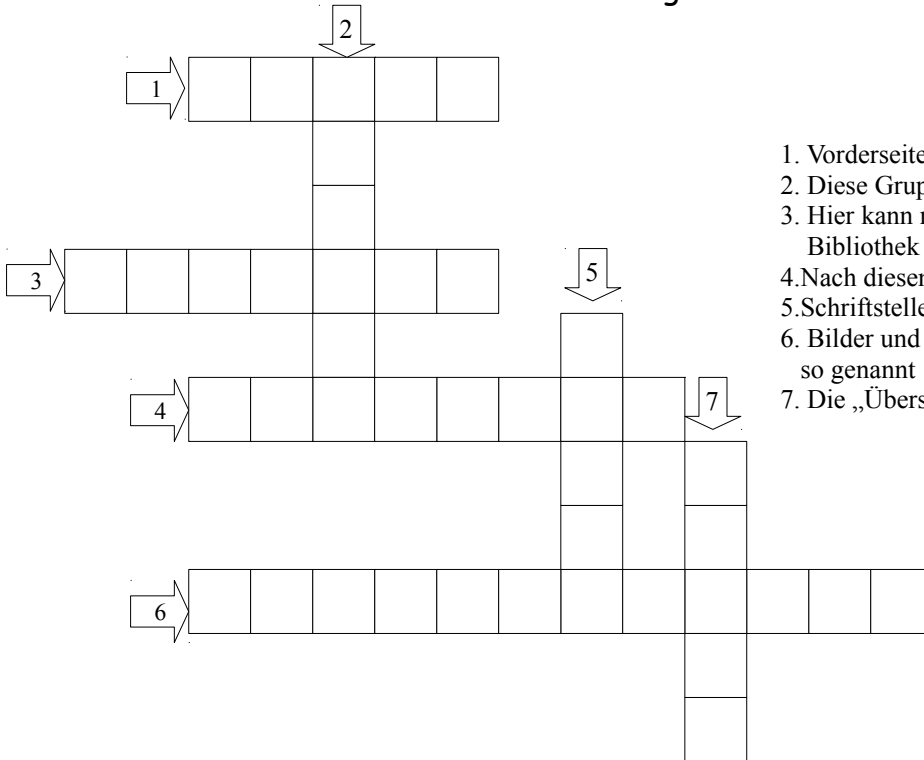 g
2
1
3
5
4
7
6
1. Vorderseite
2. Diese Grup
3. Hier kann
Bibliothek
4.Nach
5.Schriftstelle
6. Bilder und
so genannt
7. Die „Übers